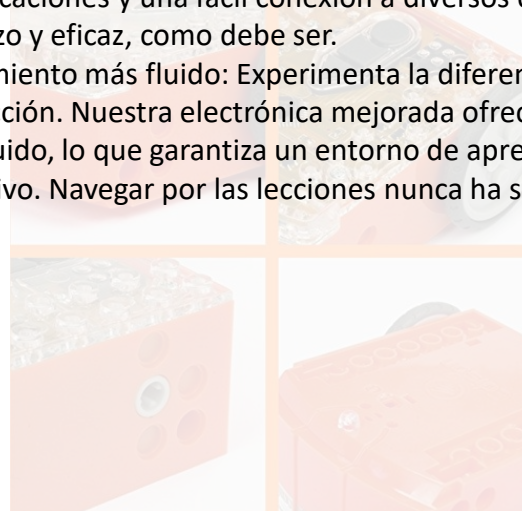 caciones y una fácil conexión a diversos
zo y eficaz, como debe ser.
miento más fluido: Experimenta la diferen
ción. Nuestra electrónica mejorada ofrec
uido, lo que garantiza un entorno de apre
ivo. Navegar por las lecciones nunca ha s